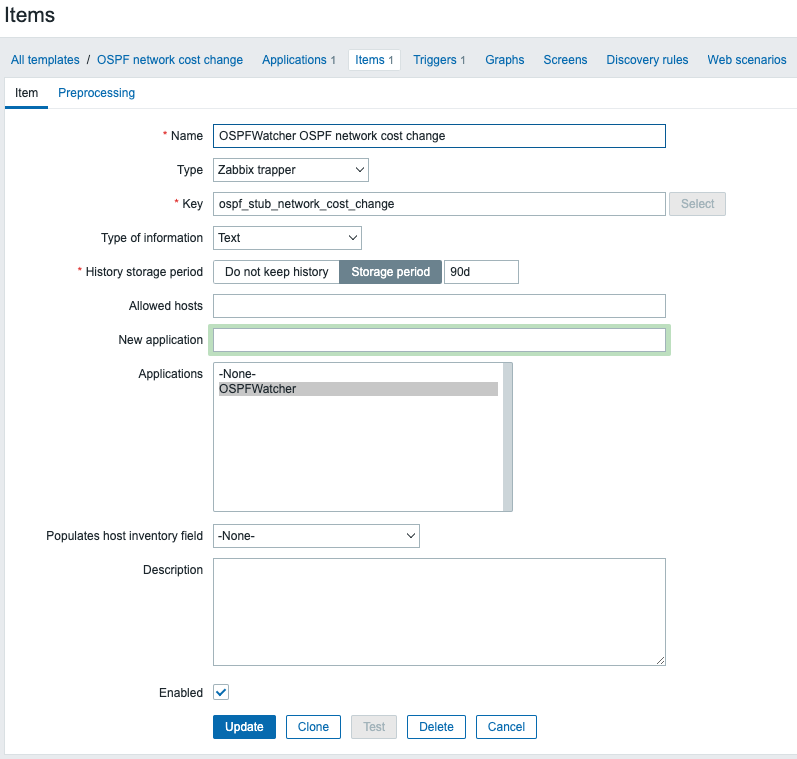 Items
All templates / OSPF network cost change Applications 1 Items 1 Triggers 1 Graphs Screens Discovery rules Web scenarios
Item Preprocessing
* Name OSPFWatcher OSPF network cost change
Type Zabbix trapper
* Key ospf_stub_network_cost_change Select
Type of information Text
* History storage period Do not keep history Storage period 90d
Allowed hosts
New application
Applications -None-
OSPFWatcher
Populates host inventory field -None-
Description
Enabled
Update Clone Test Delete Cancel